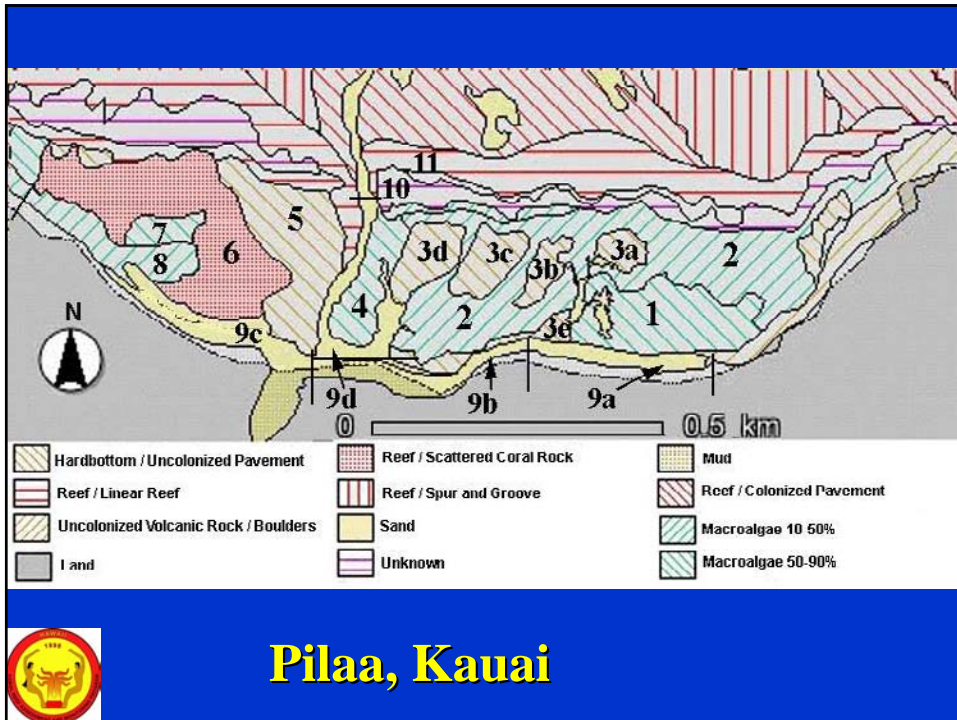 11
10
5
7
6
3d
3c
3b
3a
2
8
4
2
1
N
9c
3e
9d
9b
9a
0
0.5 km
Hardbottom / Uncolonized Pavement
Reef / Scattered Coral Rock
Mud
Reef / Linear Reef
Reef / Spur and Groove
Reef / Colonized Pavement
Uncolonized Volcanic Rock / Boulders
Sand
Macroalgae 10-50%
Land
Unknown
Macroalgae 50-90%
HAWAII
1998
Pilaa, Kauai